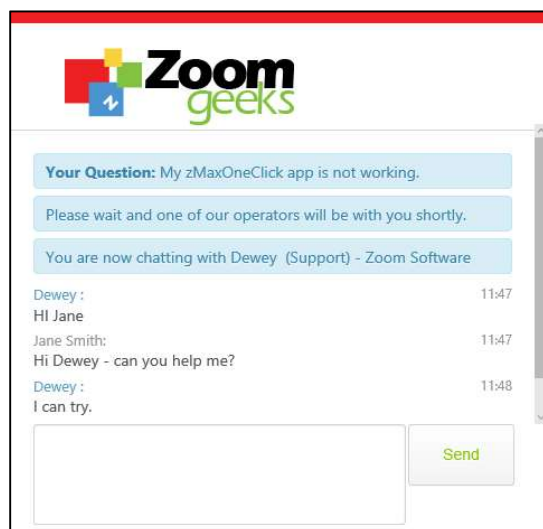 Zoom
geeks
Your Question: My zMaxOneClick app is not working.
Please wait and one of our operators will be with you shortly.
You are now chatting with Dewey (Support) - Zoom Software
Dewey : 11:47
HI Jane
Jane Smith: 11:47
Hi Dewey - can you help me?
Dewey : 11:48
I can try.
Send